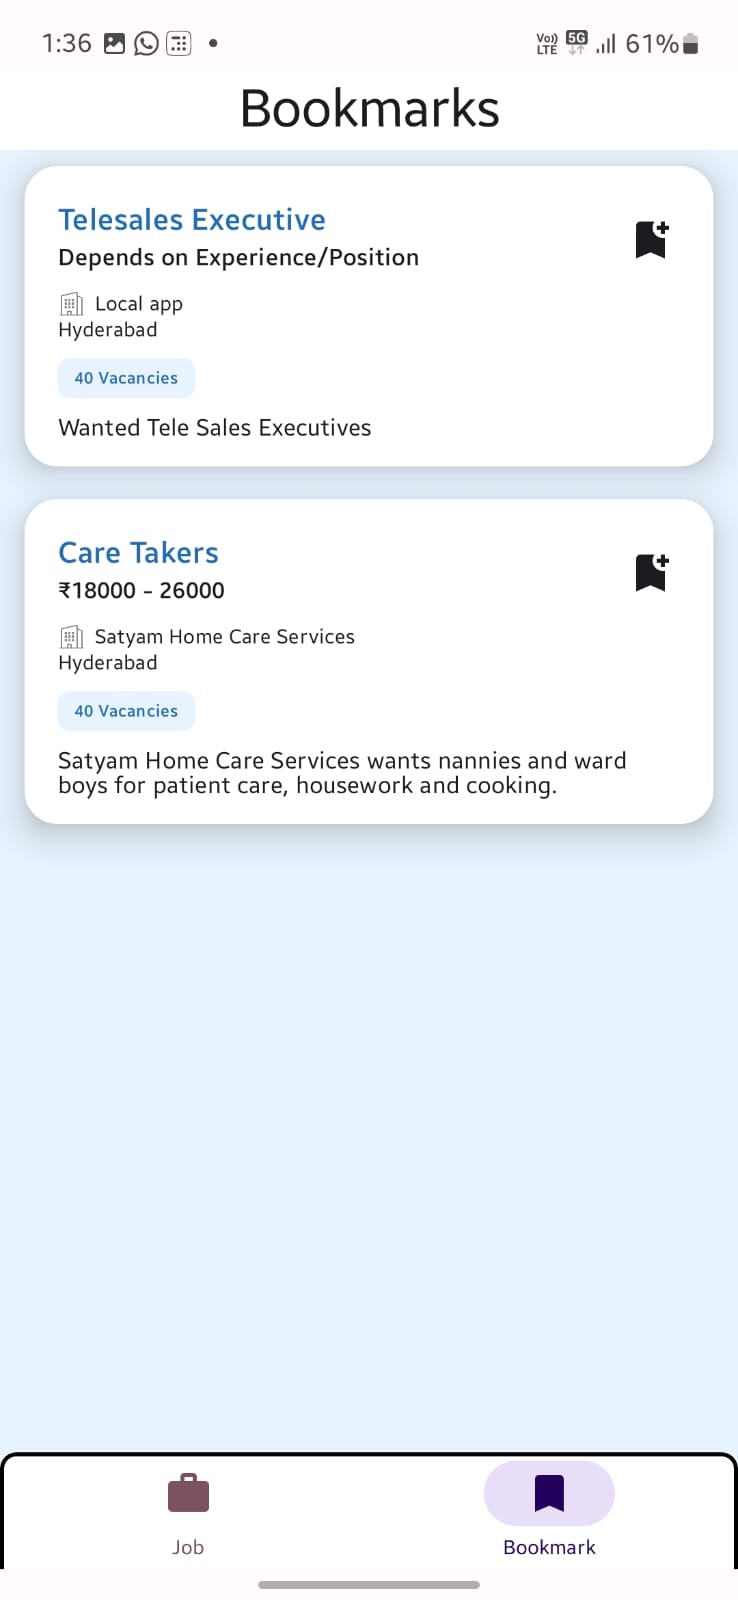 1:36
Vo)) LTE 5G 61%
Bookmarks
Telesales Executive
Depends on Experience/Position
Local app
Hyderabad
40 Vacancies
Wanted Tele Sales Executives
Care Takers
₹18000 - 26000
Satyam Home Care Services
Hyderabad
40 Vacancies
Satyam Home Care Services wants nannies and ward
boys for patient care, housework and cooking.
Job
Bookmark